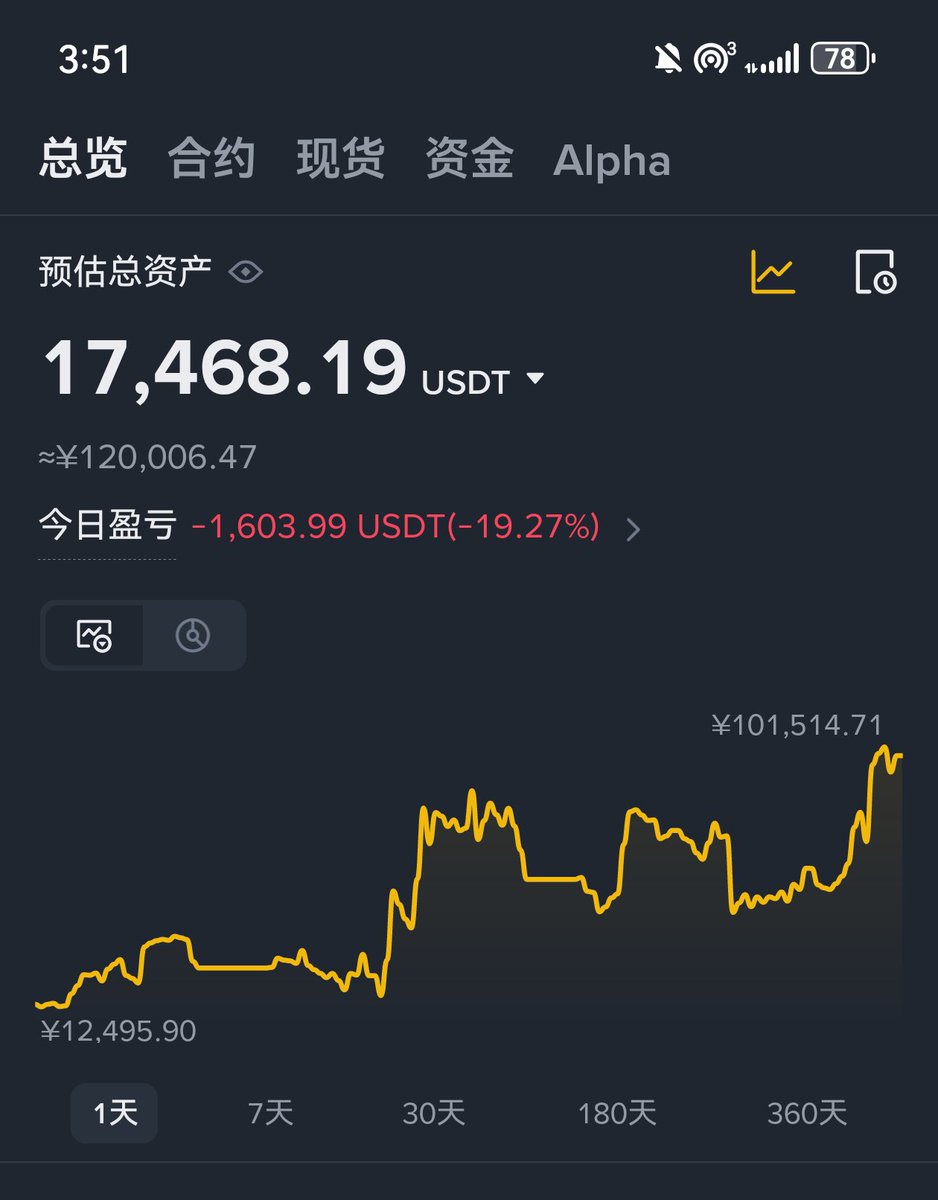 3:51
3
78
总览 合约 现货 资金 Alpha
预估总资产
17,468.19 USDT
≈¥120,006.47
今日盈亏 -1,603.99 USDT(-19.27%)
¥101,514.71
¥12,495.90
1天 7天 30天 180天 360天